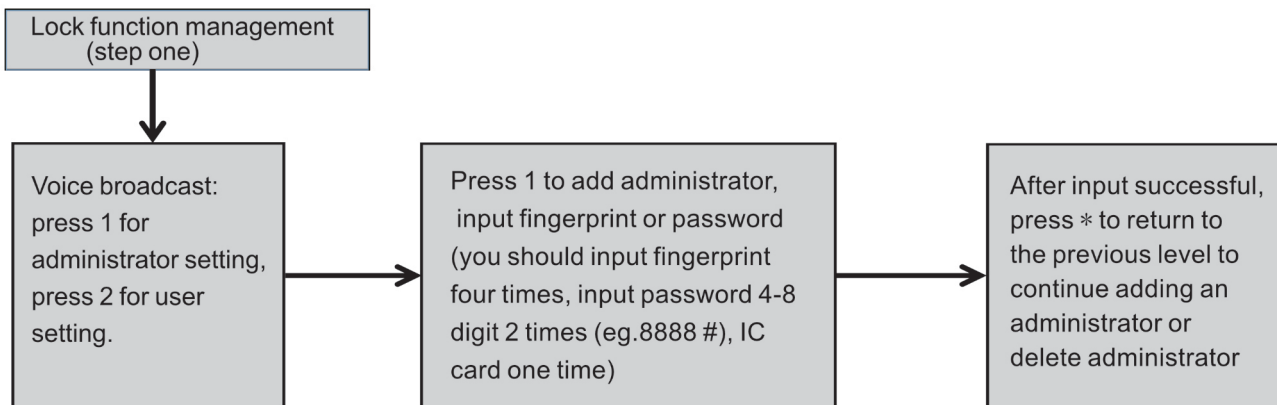 Lock function management
(step one)
Voice broadcast:
press 1 for
administrator setting,
press 2 for user
setting.
Press 1 to add administrator,
input fingerprint or password
(you should input fingerprint
four times, input password 4-8
digit 2 times (eg.8888 #), IC
card one time)
After input successful,
press * to return to
the previous level to
continue adding an
administrator or
delete administrator